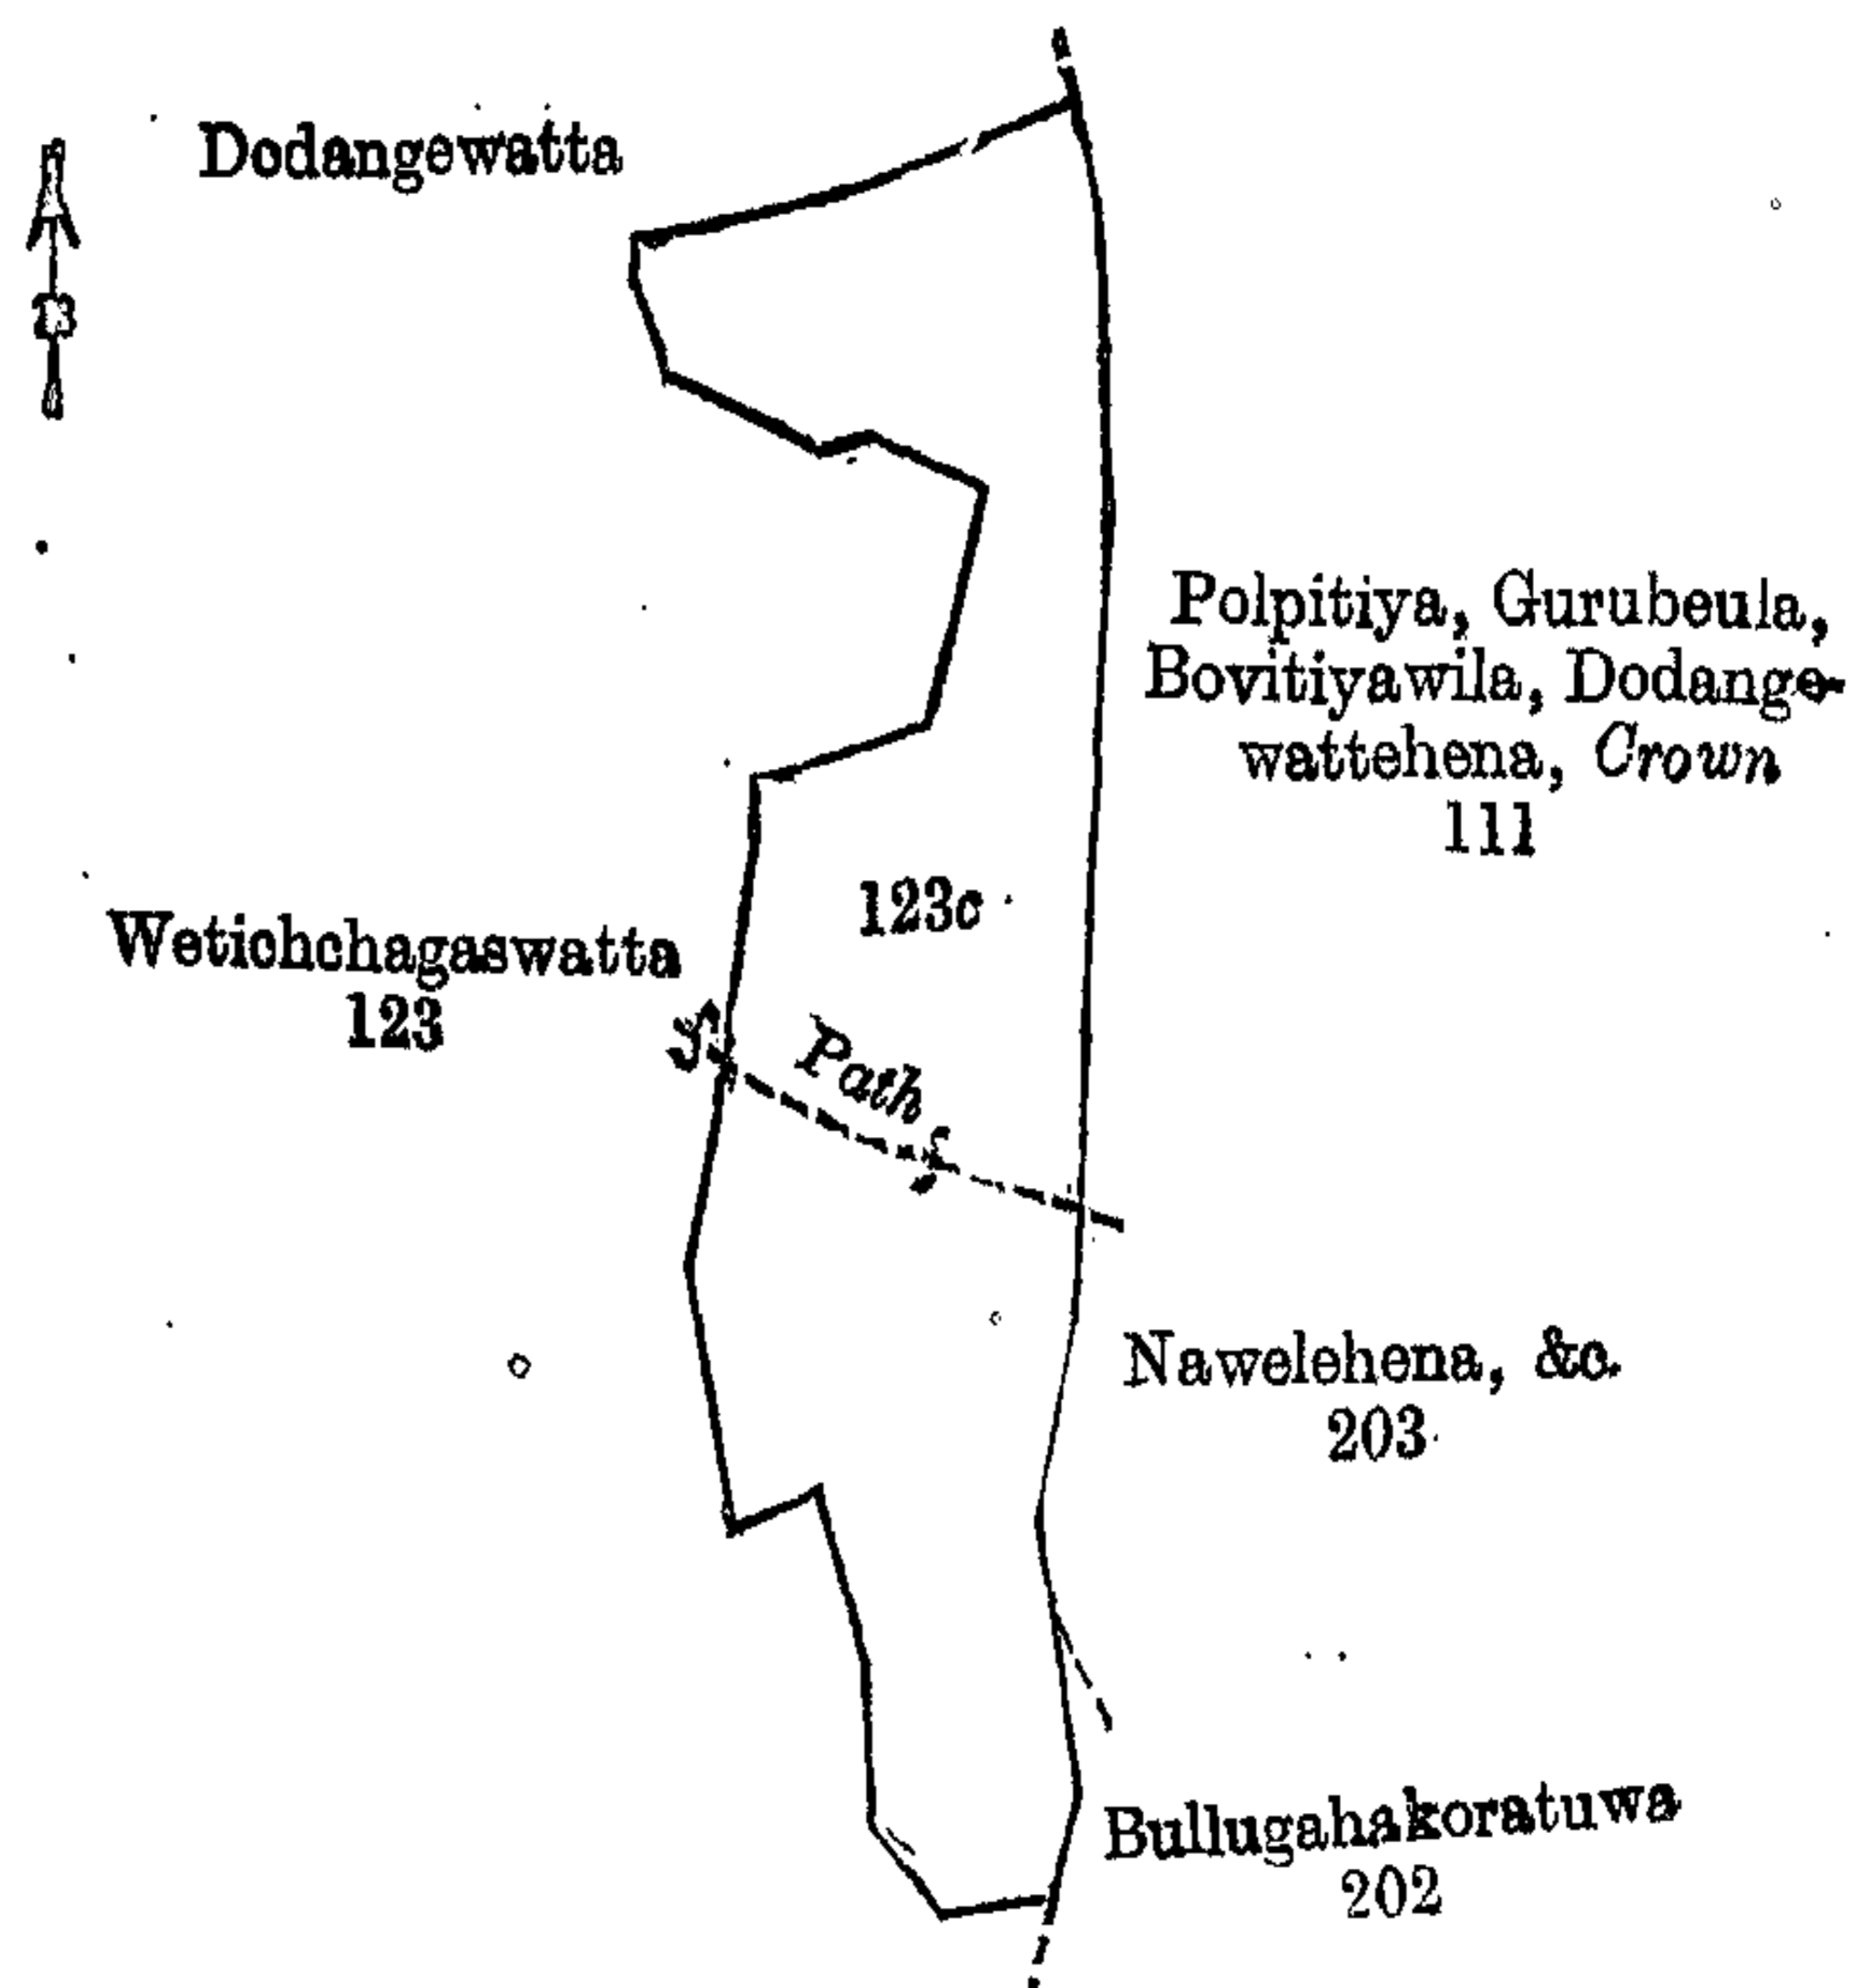 Dodangewatta
Polpitiya, Gurubeula,
Bovitiyawila, Dodange-
wattehena, Crown
111
123c
Wetichchagaswatta
123
Path
Nawelehena, &c.
203
Bullugahakoratuwa
202